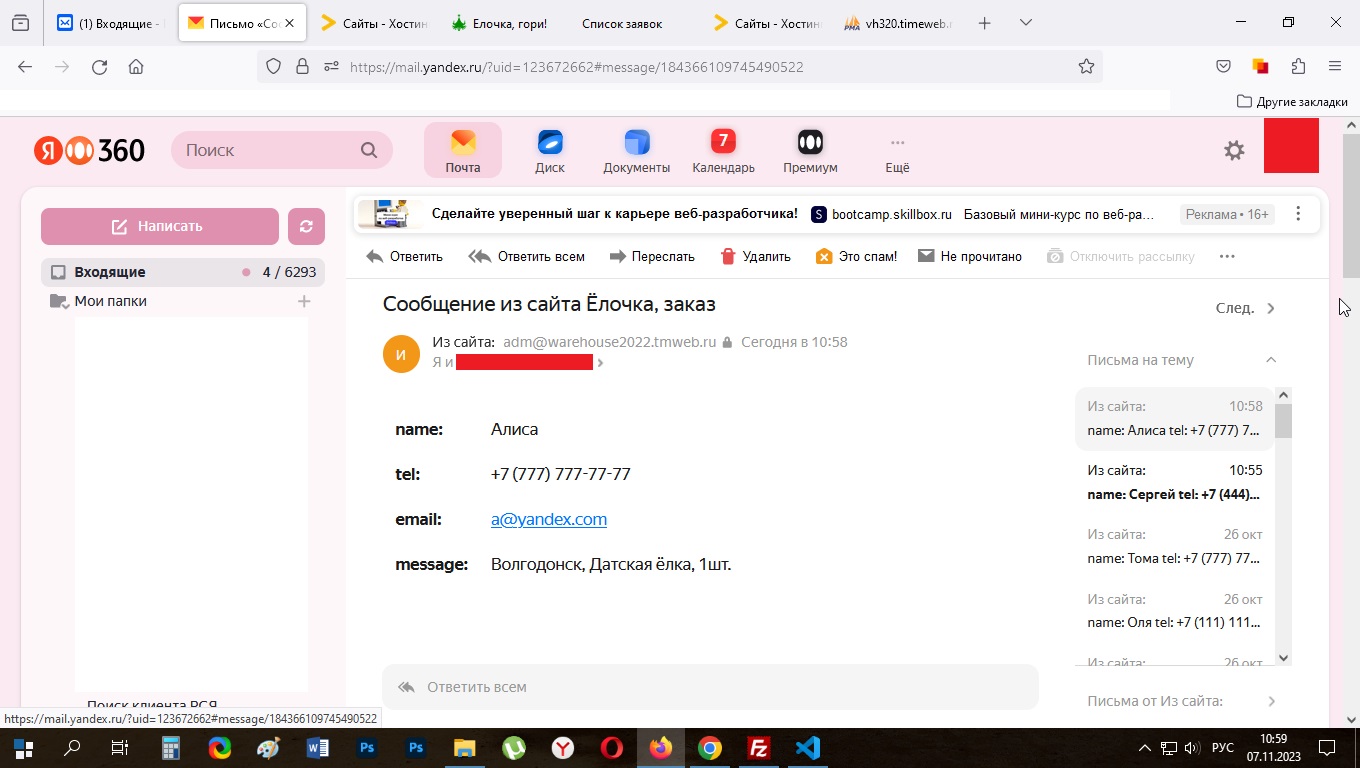 (1) Входящие -
Письмо «Со
Сайты - Хостин
Елочка, гори!
Список заявок
Сайты - Хостин
vh320.timeweb.r
https://mail.yandex.ru/?uid=123672662#message/184366109745490522
Другие закладки
Я 360
Поиск
Почта
Диск
Документы
7
Календарь
Премиум
Ещё
Написать
Сделайте уверенный шаг к карьере веб-разработчика!
S bootcamp.skillbox.ru
Базовый мини-курс по веб-ра...
Реклама • 16+
Ответить
Ответить всем
Переслать
Удалить
Это спам!
Не прочитано
Отключить рассылку
Входящие 4 / 6293
Мои папки
Поиск клиента РСЯ
Сообщение из сайта Ёлочка, заказ
След.
И
Из сайта: adm@warehouse2022.tmweb.ru Сегодня в 10:58
Я и
name: Алиса
tel: +7 (777) 777-77-77
email: a@yandex.com
message: Волгодонск, Датская ёлка, 1шт.
Ответить всем
Письма на тему
Из сайта: 10:58
name: Алиса tel: +7 (777) 7...
Из сайта: 10:55
name: Сергей tel: +7 (444)...
Из сайта: 26 окт
name: Тома tel: +7 (777) 77...
Из сайта: 26 окт
name: Оля tel: +7 (111) 111...
Из сайта: 26 окт
Письма от Из сайта:
https://mail.yandex.ru/?uid=123672662#message/184366109745490522
W
Ps
Ps
Y
Fz
РУС
10:59
07.11.2023